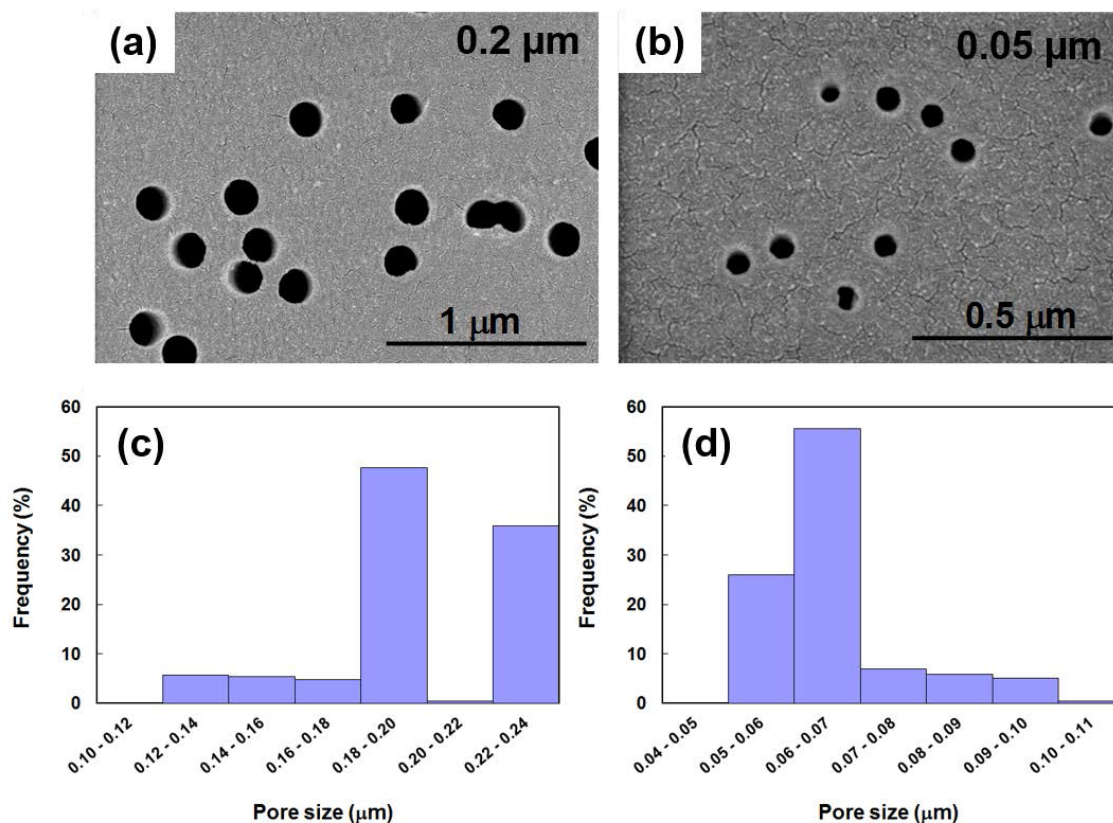 (a)
0.2 µm
1 μm
(b)
0.05 µm
0.5 μm
(c)
Frequency (%)
60
50
40
30
20
10
0
0.10 - 0.12
0.12 - 0.14
0.14 - 0.16
0.16 - 0.18
0.18 - 0.20
0.20 - 0.22
0.22 - 0.24
Pore size (μm)
(d)
Frequency (%)
60
50
40
30
20
10
0
0.04 - 0.05
0.05 - 0.06
0.06 - 0.07
0.07 - 0.08
0.08 - 0.09
0.09 - 0.10
0.10 - 0.11
Pore size (μm)